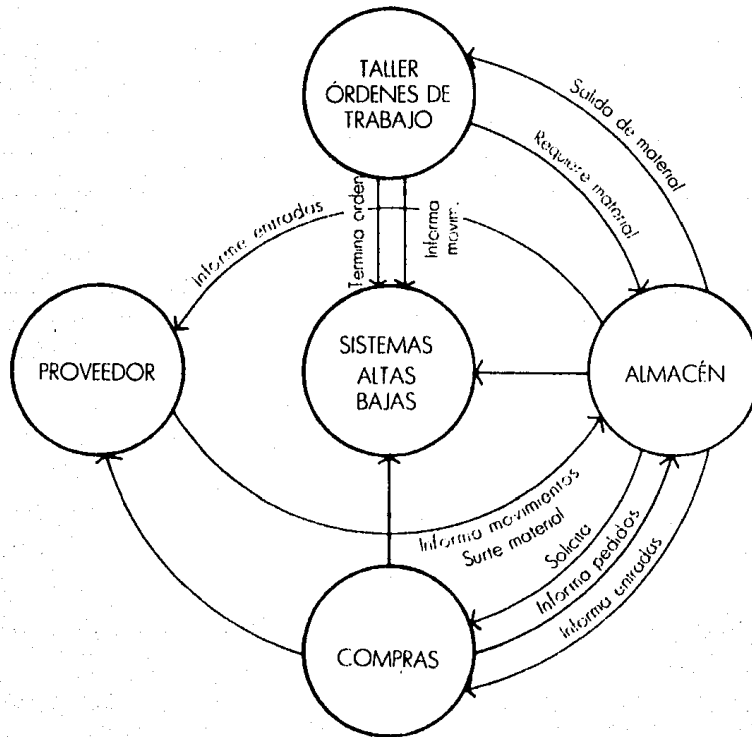 TALLER
ÓRDENES DE
TRABAJO
Salida de material
Requiere material
Informe entradas
Termina orden
Informa
movim.
PROVEEDOR
SISTEMAS
ALTAS
BAJAS
ALMACÉN
Informa movimientos
Surte material
Solicita
Informa pedidos
Informa entradas
COMPRAS